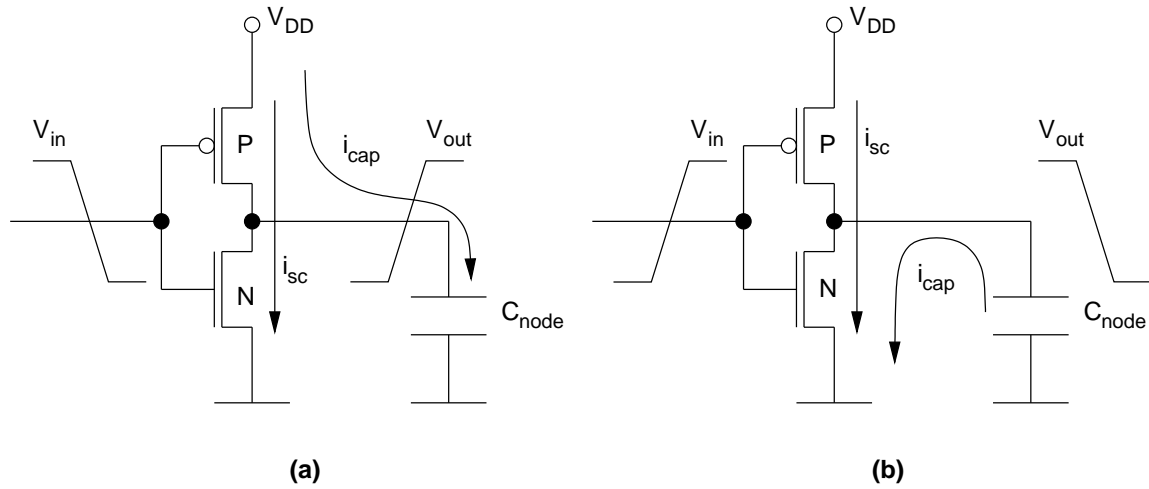 V_DD
V_in
P
i_cap
V_out
i_sc
N
C_node
(a)
V_DD
V_in
P
i_sc
V_out
N
i_cap
C_node
(b)